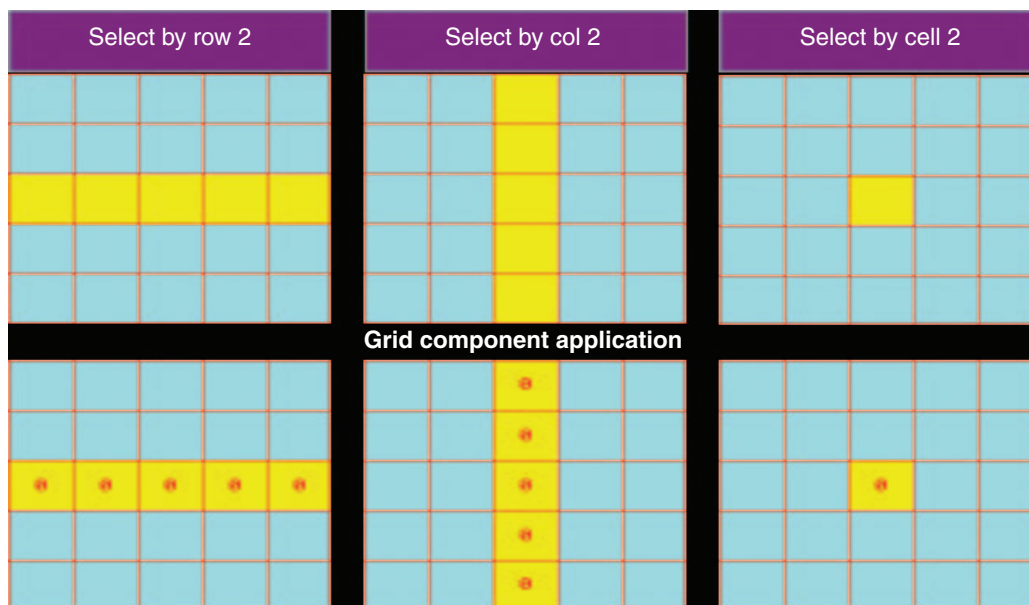 Select by row 2
Select by col 2
Select by cell 2
Grid component application